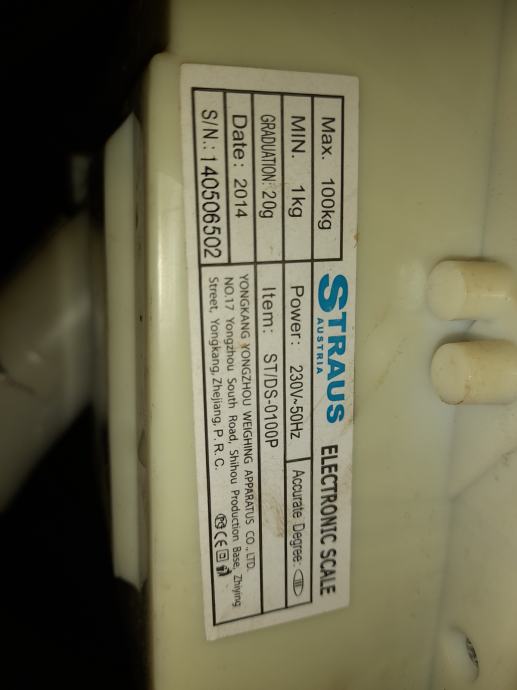 STRAUS
AUSTRIA
ELECTRONIC SCALE
Max. 100kg
MIN. 1kg
GRADUATION: 20g
Date: 2014
S/N.: 140506502
Power: 230V~50Hz
Accurate Degree: III
Item: ST/DS-0100P
YONGKANG YONGZHOU WEIGHING APPARATUS CO., LTD.
NO.17 Yongzhou South Road, Shihou Production Base, Zhiying
Street, Yongkang, Zhejiang, P. R. C.
CE